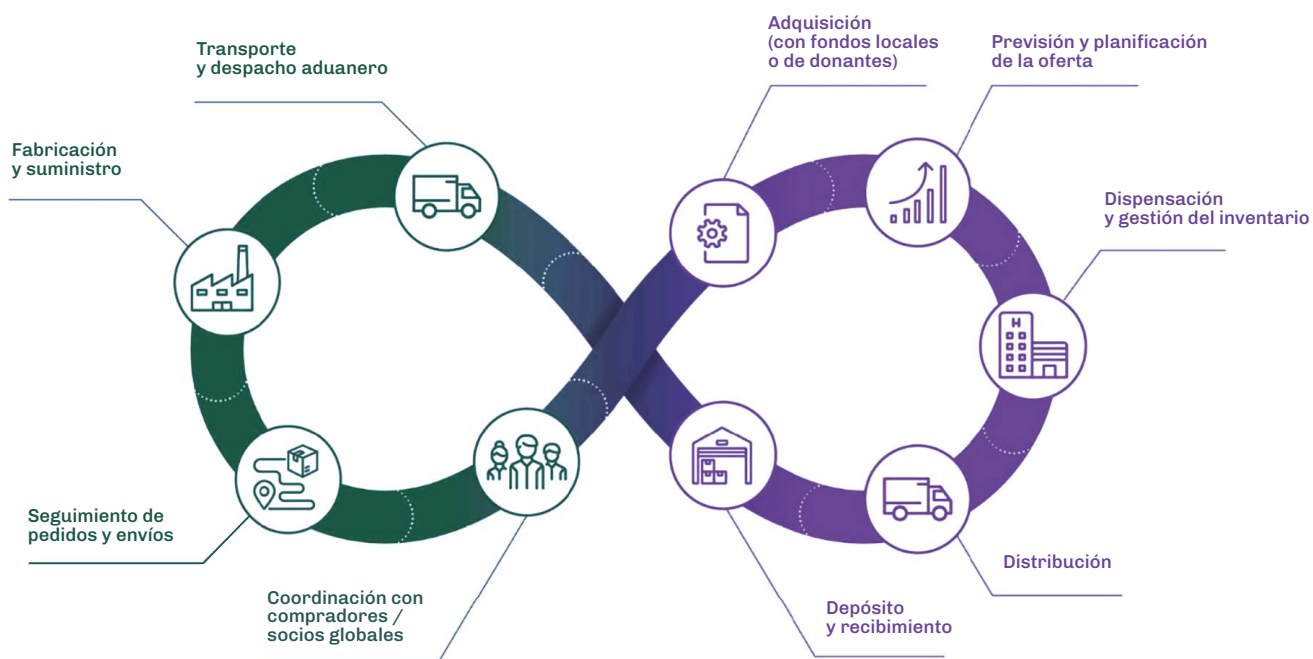 Adquisición
(con fondos locales
o de donantes)
Previsión y planificación
de la oferta
Transporte
y despacho aduanero
Fabricación
y suministro
Dispensación
y gestión del inventario
H
Seguimiento de
pedidos y envíos
Distribución
Coordinación con
compradores /
socios globales
Depósito
y recibimiento